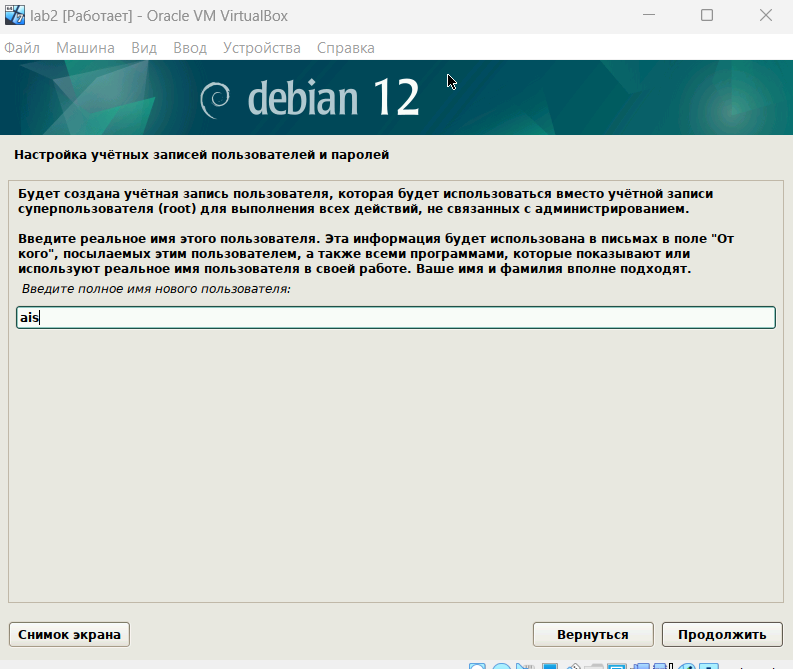 lab2 [Работает] - Oracle VM VirtualBox
Файл Машина Вид Ввод Устройства Справка
debian 12
Настройка учётных записей пользователей и паролей
Будет создана учётная запись пользователя, которая будет использоваться вместо учётной записи
суперпользователя (root) для выполнения всех действий, не связанных с администрированием.
Введите реальное имя этого пользователя. Эта информация будет использована в письмах в поле "От
кого", посылаемых этим пользователем, а также всеми программами, которые показывают или
используют реальное имя пользователя в своей работе. Ваше имя и фамилия вполне подходят.
Введите полное имя нового пользователя:
ais
Снимок экрана Вернуться Продолжить